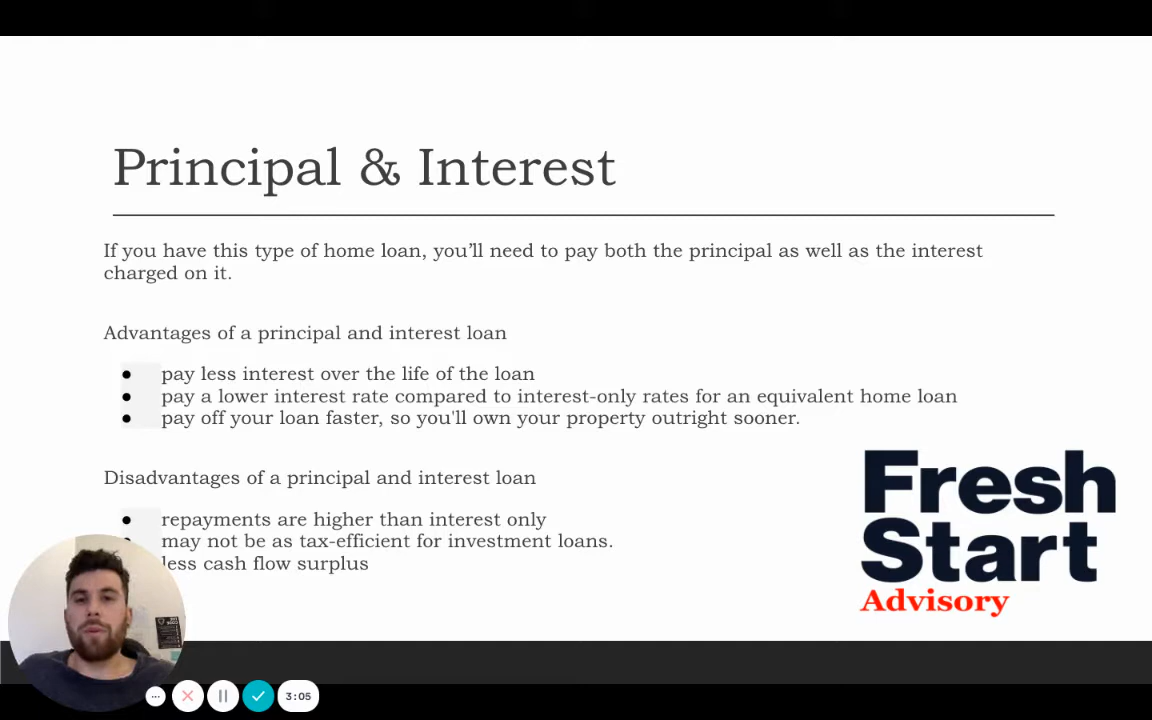 Principal & Interest
If you have this type of home loan, you’ll need to pay both the principal as well as the interest
charged on it.
Advantages of a principal and interest loan
● pay less interest over the life of the loan
● pay a lower interest rate compared to interest-only rates for an equivalent home loan
● pay off your loan faster, so you'll own your property outright sooner.
Disadvantages of a principal and interest loan
● repayments are higher than interest only
● may not be as tax-efficient for investment loans.
less cash flow surplus
Fresh
Start
Advisory
3:05